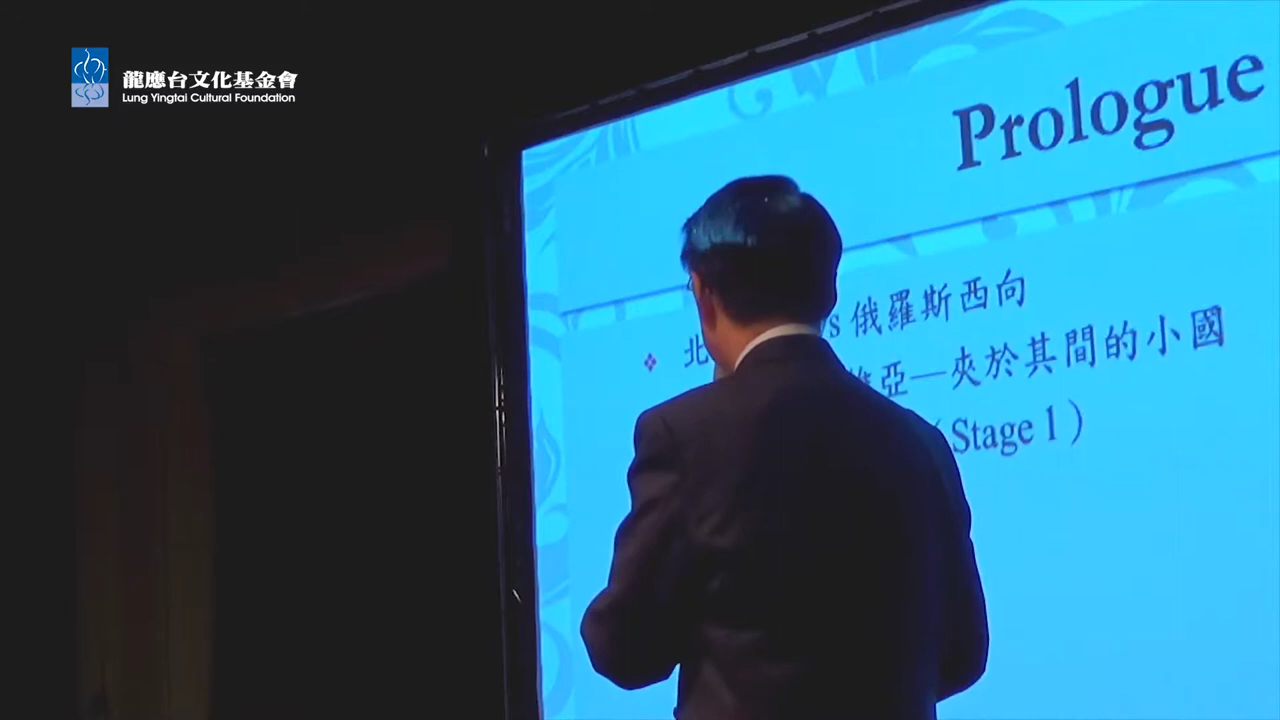 龍應台文化基金會
Lung Yingtai Cultural Foundation
Prologue
北 vs 俄羅斯西向
亞—夾於其間的小國
(Stage 1)